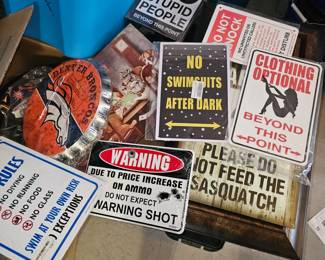 STUPID
PEOPLE
BEYOND THIS POINT
DO NOT
KNOCK
DENVER BRONCOS
NO
SWIMSUITS
AFTER DARK
CLOTHING
OPTIONAL
BEYOND
THIS
POINT
RULES
NO DIVING
NO RUNNING
NO FOOD
NO GLASS
SWIM AT YOUR OWN RISK
EXCEPTIONS
WARNING
DUE TO PRICE INCREASE
ON AMMO
DO NOT EXPECT
WARNING SHOT
PLEASE DO
NOT FEED THE
SASQUATCH